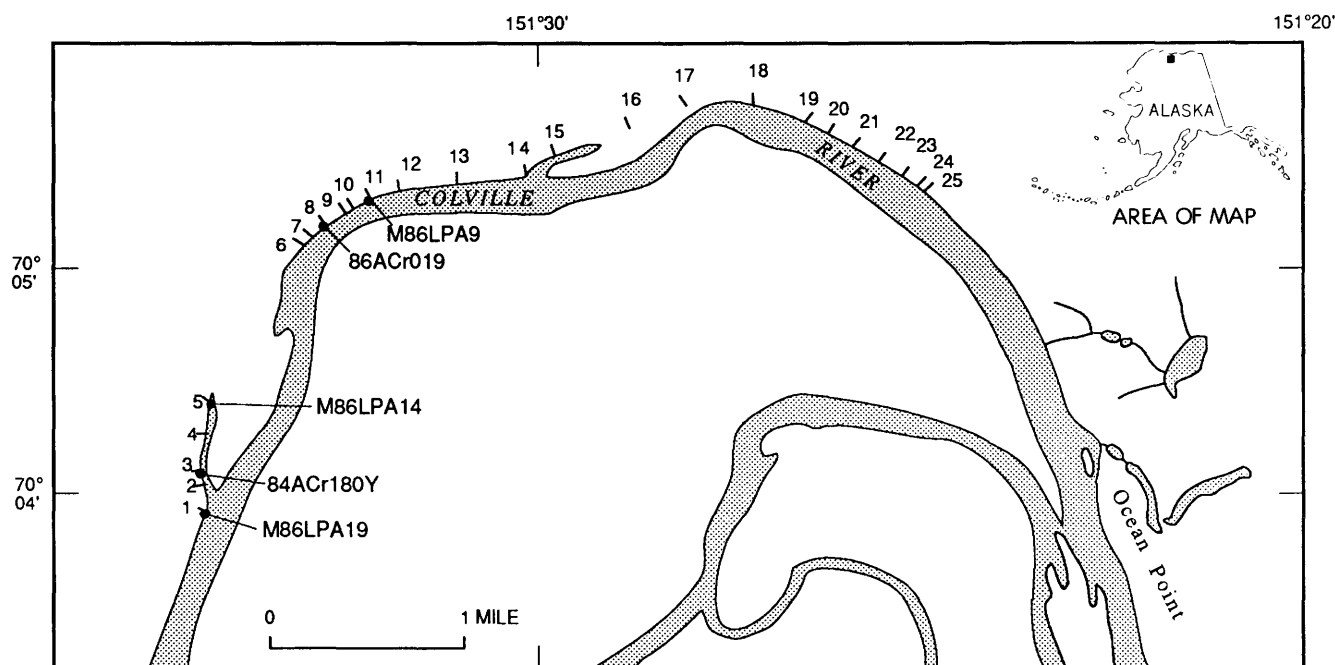 151°30'
151°20'
ALASKA
AREA OF MAP
16
17
18
19
20
21
22
23
24
25
15
14
13
12
11
10
9
8
7
6
COLVILLE
RIVER
M86LPA9
86ACr019
70°
05'
5
M86LPA14
4
3
84ACr180Y
2
70°
04'
1
M86LPA19
Ocean Point
0
1 MILE